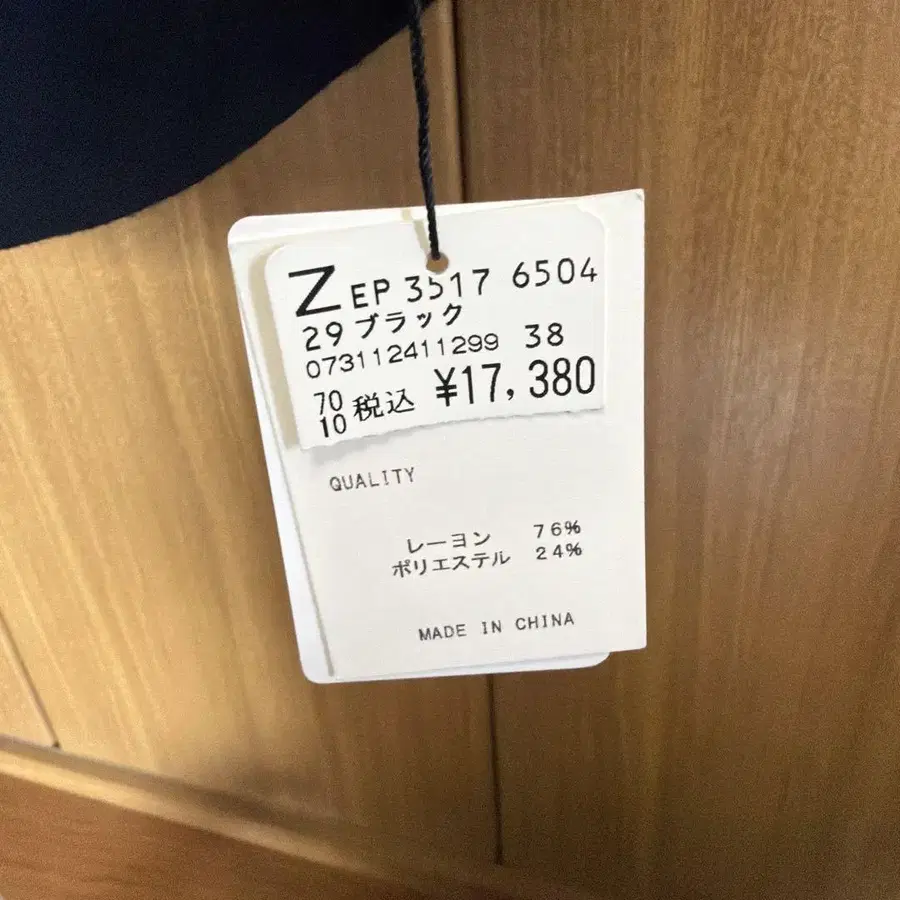 Z EP 3517 6504
29 ブラック
073112411299 38
70
10 税込 ¥17,380
QUALITY
レーヨン 76%
ポリエステル 24%
MADE IN CHINA